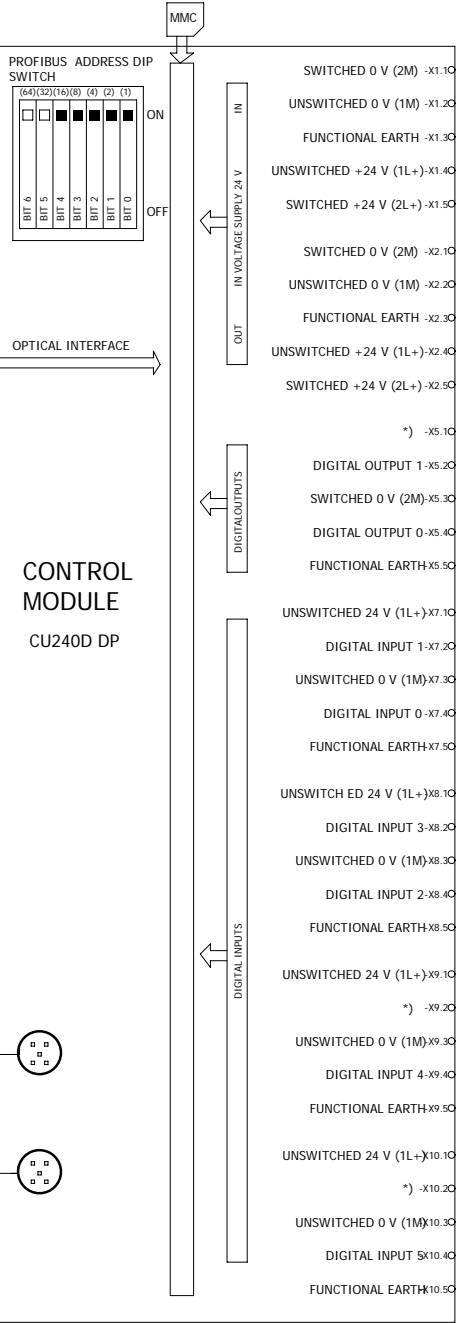 MMC
PROFIBUS ADDRESS DIP
SWITCH
(64)(32)(16)(8) (4) (2) (1)
ON
BIT 6 BIT 5 BIT 4 BIT 3 BIT 2 BIT 1 BIT 0
OFF
OPTICAL INTERFACE
CONTROL
MODULE
CU240D DP
IN
IN VOLTAGE SUPPLY 24 V
OUT
DIGITALOUTPUTS
DIGITAL INPUTS
SWITCHED 0 V (2M) -X1.1
UNSWITCHED 0 V (1M) -X1.2
FUNCTIONAL EARTH -X1.3
UNSWITCHED +24 V (1L+) -X1.4
SWITCHED +24 V (2L+) -X1.5
SWITCHED 0 V (2M) -X2.1
UNSWITCHED 0 V (1M) -X2.2
FUNCTIONAL EARTH -X2.3
UNSWITCHED +24 V (1L+) -X2.4
SWITCHED +24 V (2L+) -X2.5
*) -X5.1
DIGITAL OUTPUT 1 -X5.2
SWITCHED 0 V (2M) -X5.3
DIGITAL OUTPUT 0 -X5.4
FUNCTIONAL EARTH -X5.5
UNSWITCHED 24 V (1L+) -X7.1
DIGITAL INPUT 1 -X7.2
UNSWITCHED 0 V (1M) -X7.3
DIGITAL INPUT 0 -X7.4
FUNCTIONAL EARTH -X7.5
UNSWITCH ED 24 V (1L+) -X8.1
DIGITAL INPUT 3 -X8.2
UNSWITCHED 0 V (1M) -X8.3
DIGITAL INPUT 2 -X8.4
FUNCTIONAL EARTH -X8.5
UNSWITCHED 24 V (1L+) -X9.1
*) -X9.2
UNSWITCHED 0 V (1M) -X9.3
DIGITAL INPUT 4 -X9.4
FUNCTIONAL EARTH -X9.5
UNSWITCHED 24 V (1L+) -X10.1
*) -X10.2
UNSWITCHED 0 V (1M) -X10.3
DIGITAL INPUT 5 -X10.4
FUNCTIONAL EARTH -X10.5